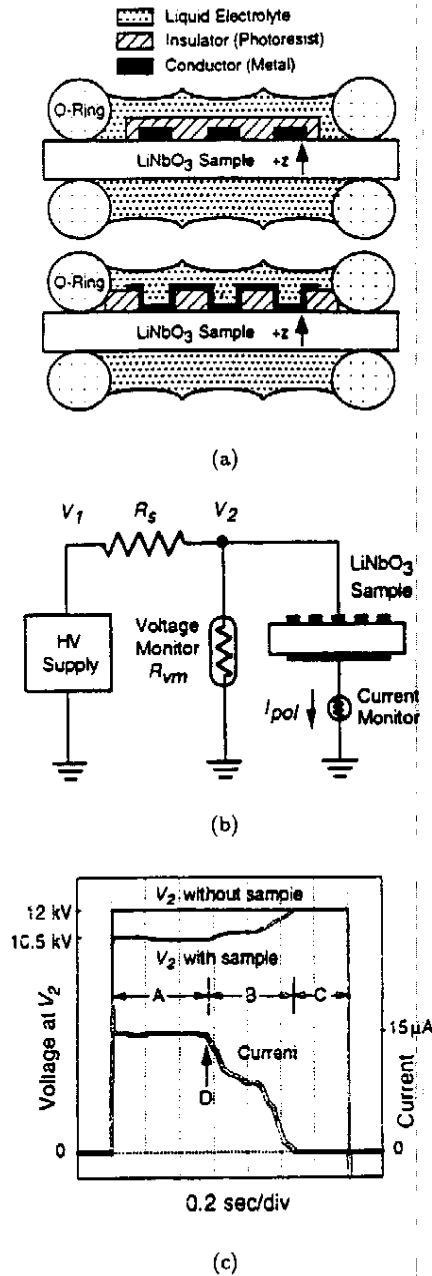 Liquid Electrolyte
Insulator (Photoresist)
Conductor (Metal)
O-Ring
LiNbO3 Sample +z
O-Ring
LiNbO3 Sample +z
(a)
V1 Rs V2
HV
Supply
Voltage
Monitor
Rvm
LiNbO3
Sample
Ipol
Current
Monitor
(b)
V2 without sample
12 kV
10.5 kV
V2 with sample
A B C
15 μA
Current
D
Voltage at V2
Current
0 0
0.2 sec/div
(c)